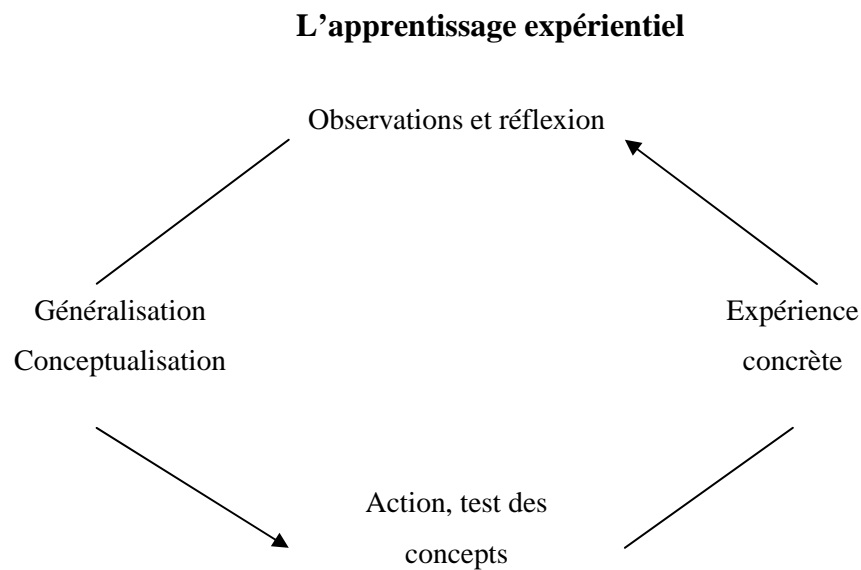 L’apprentissage expérientiel
Observations et réflexion
Généralisation
Conceptualisation
Expérience
concrète
Action, test des
concepts